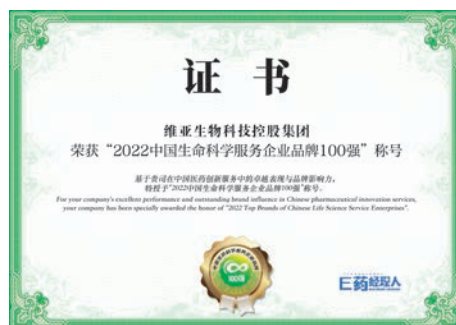 证书
维亚生物科技控股集团
荣获“2022中国生命科学服务企业品牌100强”称号
基于贵司在中国医药创新服务中的卓越表现与品牌影响力，
特授予“2022中国生命科学服务企业品牌100强”称号。
For your company's excellent performance and outstanding brand influence in Chinese pharmaceutical innovation services,
your company has been specially awarded the honor of "2022 Top Brands of Chinese Life Science Service Enterprises".
100强
E药经理人